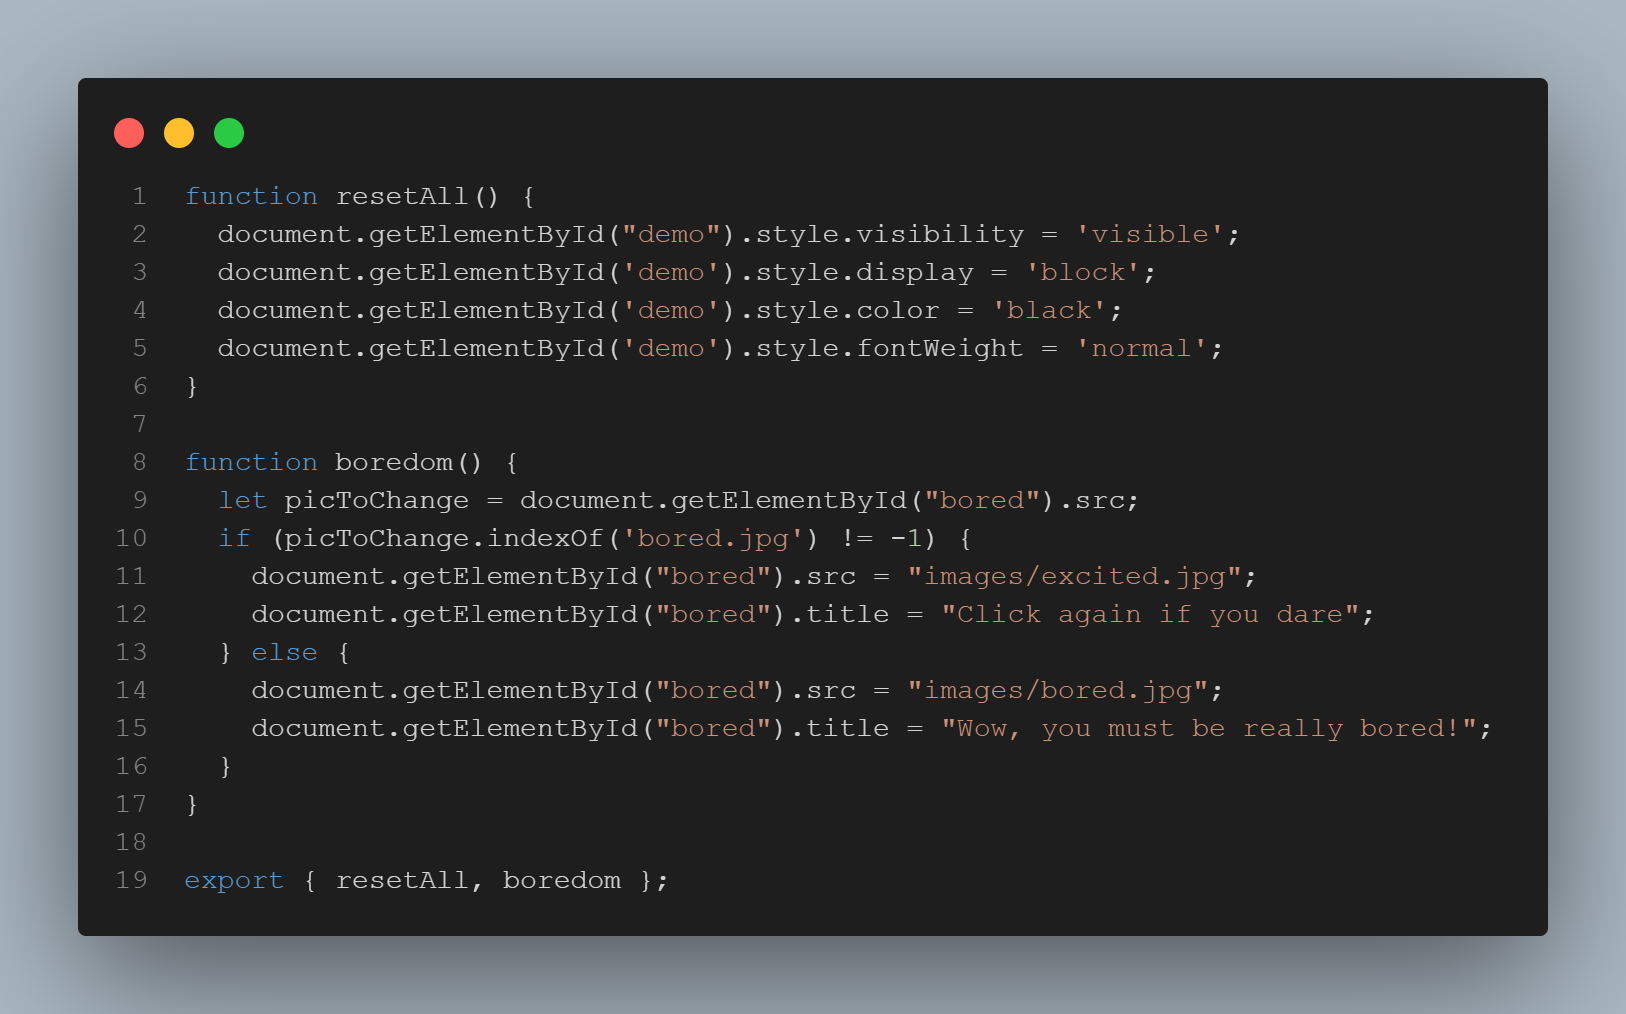 1 function resetAll() {
2 document.getElementById("demo").style.visibility = 'visible';
3 document.getElementById('demo').style.display = 'block';
4 document.getElementById('demo').style.color = 'black';
5 document.getElementById('demo').style.fontWeight = 'normal';
6 }
7
8 function boredom() {
9 let picToChange = document.getElementById("bored").src;
10 if (picToChange.indexOf('bored.jpg') != -1) {
11 document.getElementById("bored").src = "images/excited.jpg";
12 document.getElementById("bored").title = "Click again if you dare";
13 } else {
14 document.getElementById("bored").src = "images/bored.jpg";
15 document.getElementById("bored").title = "Wow, you must be really bored!";
16 }
17 }
18
19 export { resetAll, boredom };